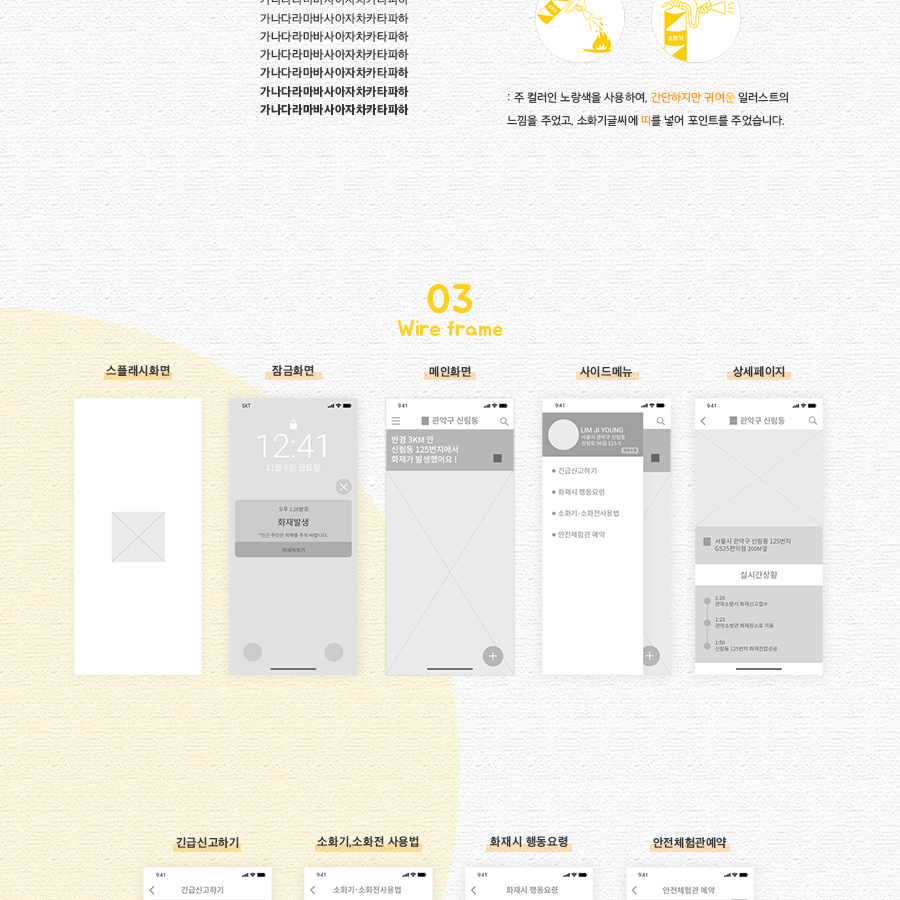 가나다라마바사아자차카타파하
가나다라마바사아자차카타파하
가나다라마바사아자차카타파하
가나다라마바사아자차카타파하
가나다라마바사아자차카타파하
가나다라마바사아자차카타파하
가나다라마바사아자차카타파하
소화기
: 주 컬러인 노랑색을 사용하여, 간단하지만 귀여운 일러스트의
느낌을 주었고, 소화기글씨에 띠를 넣어 포인트를 주었습니다.
03
Wire frame
스플래시화면
잠금화면
SKT
12:41
11월 6일 금요일
오후 1:20분경
화재발생
*인근 주민은 피해를 주의 바랍니다.
자세히보기
메인화면
9:41
관악구 신림동
반경 3KM 안
신림동 125번지에서
화재가 발생했어요 !
사이드메뉴
9:41
LIM JI YOUNG
서울시 관악구 신림동
신림로 56길 123-5
긴급신고하기
화재시 행동요령
소화기·소화전사용법
안전체험관 예약
상세페이지
9:41
관악구 신림동
서울시 관악구 신림동 125번지
GS25편의점 200M앞
실시간상황
1:20
관악소방서 화재신고접수
1:23
관악소방관 화재장소로 이동
1:50
신림동 125번지 화재진압성공
긴급신고하기
9:41
긴급신고하기
소화기,소화전 사용법
9:41
소화기·소화전사용법
화재시 행동요령
9:41
화재시 행동요령
안전체험관예약
9:41
안전체험관 예약